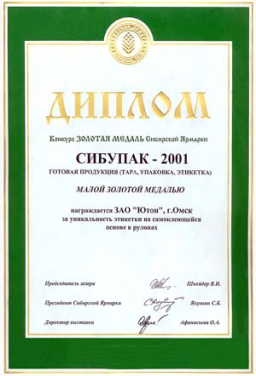 ДИПЛОМ
Конкурс ЗОЛОТАЯ МЕДАЛЬ Сибирской Ярмарки
СИБУПАК - 2001
ГОТОВАЯ ПРОДУКЦИЯ (ТАРА, УПАКОВКА, ЭТИКЕТКА)
МАЛОЙ ЗОЛОТОЙ МЕДАЛЬЮ
награждается ЗАО "Ютон", г.Омск
за уникальность этикетки на самоклеющейся
основе в рулонах
Председатель жюри Шнейдер В.Н.
Президент Сибирской Ярмарки Якушин С.Б.
Директор выставки Афанасьева О.А.